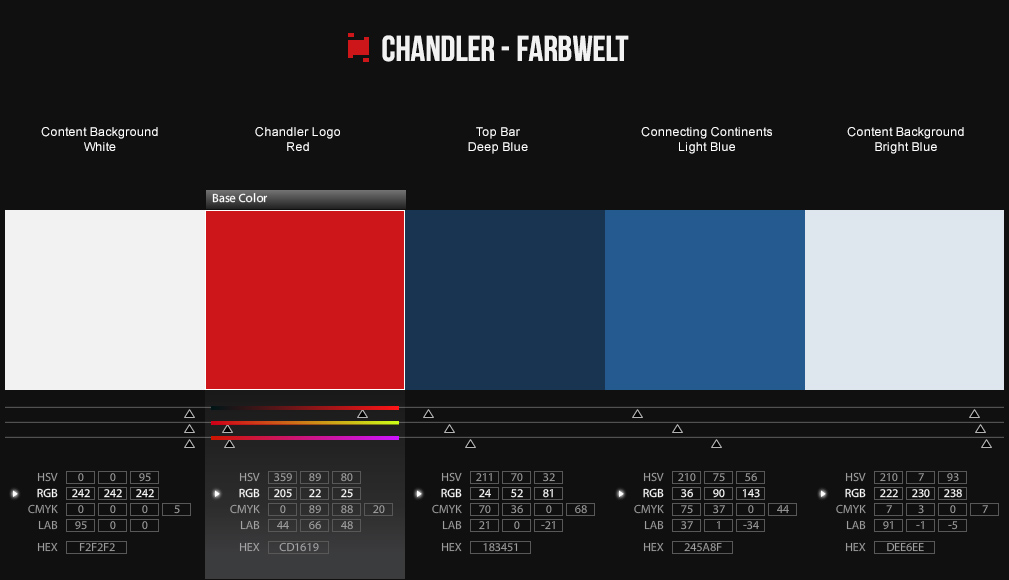 CHANDLER - FARBWELT
Content Background
White
Chandler Logo
Red
Top Bar
Deep Blue
Connecting Continents
Light Blue
Content Background
Bright Blue
Base Color
HSV 0 0 95
RGB 242 242 242
CMYK 0 0 0 5
LAB 95 0 0
HEX F2F2F2
HSV 359 89 80
RGB 205 22 25
CMYK 0 89 88 20
LAB 44 66 48
HEX CD1619
HSV 211 70 32
RGB 24 52 81
CMYK 70 36 0 68
LAB 21 0 -21
HEX 183451
HSV 210 75 56
RGB 36 90 143
CMYK 75 37 0 44
LAB 37 1 -34
HEX 245A8F
HSV 210 7 93
RGB 222 230 238
CMYK 7 3 0 7
LAB 91 -1 -5
HEX DEE6EE